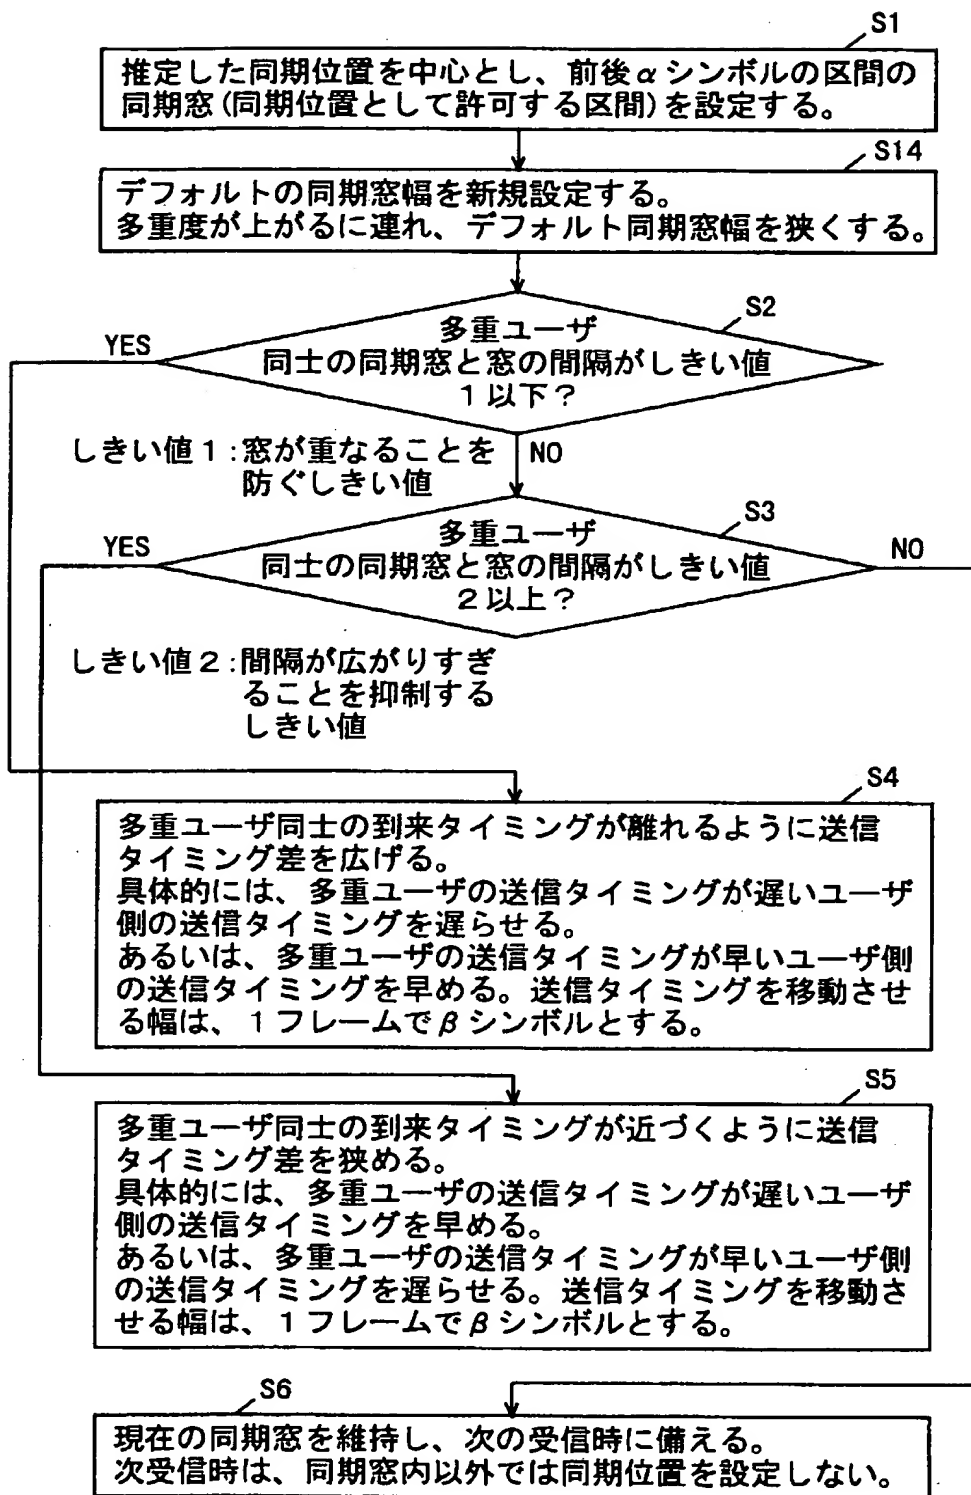 S1
推定した同期位置を中心とし、前後αシンボルの区間の
同期窓(同期位置として許可する区間)を設定する。
S14
デフォルトの同期窓幅を新規設定する。
多重度が上がるに連れ、デフォルト同期窓幅を狭くする。
S2
YES
多重ユーザ
同士の同期窓と窓の間隔がしきい値
1以下?
しきい値1:窓が重なることを
防ぐしきい値
NO
S3
YES
多重ユーザ
同士の同期窓と窓の間隔がしきい値
2以上?
NO
しきい値2:間隔が広がりすぎ
ることを抑制する
しきい値
S4
多重ユーザ同士の到来タイミングが離れるように送信
タイミング差を広げる。
具体的には、多重ユーザの送信タイミングが遅いユーザ
側の送信タイミングを遅らせる。
あるいは、多重ユーザの送信タイミングが早いユーザ側
の送信タイミングを早める。送信タイミングを移動させ
る幅は、1フレームでβシンボルとする。
S5
多重ユーザ同士の到来タイミングが近づくように送信
タイミング差を狭める。
具体的には、多重ユーザの送信タイミングが遅いユーザ
側の送信タイミングを早める。
あるいは、多重ユーザの送信タイミングが早いユーザ側
の送信タイミングを遅らせる。送信タイミングを移動さ
せる幅は、1フレームでβシンボルとする。
S6
現在の同期窓を維持し、次の受信時に備える。
次受信時は、同期窓内以外では同期位置を設定しない。